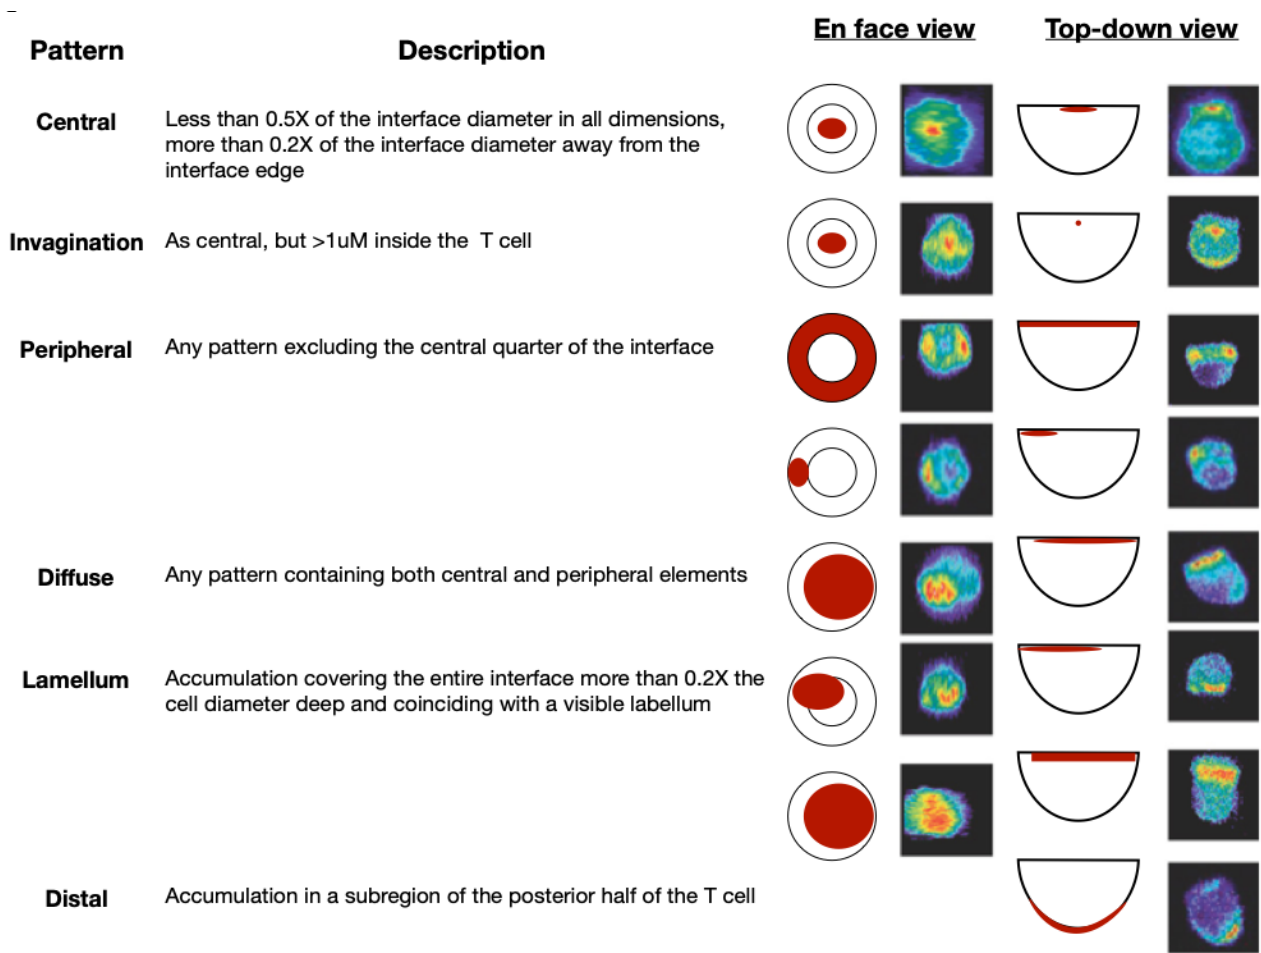 En face view
Top-down view
Pattern
Description
Central
Less than 0.5X of the interface diameter in all dimensions,
more than 0.2X of the interface diameter away from the
interface edge
Invagination
As central, but >1uM inside the T cell
Peripheral
Any pattern excluding the central quarter of the interface
Diffuse
Any pattern containing both central and peripheral elements
Lamellum
Accumulation covering the entire interface more than 0.2X the
cell diameter deep and coinciding with a visible labellum
Distal
Accumulation in a subregion of the posterior half of the T cell